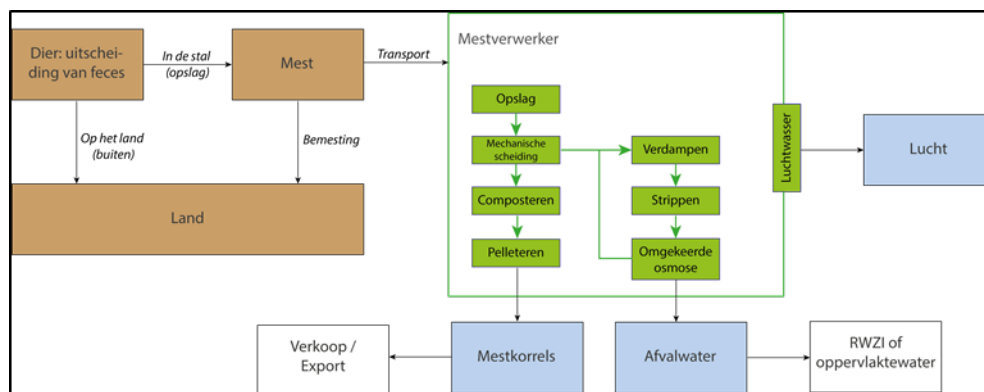 Dier: uitschei-
ding van feces
In de stal
(opslag)
Mest
Transport
Mestverwerker
Op het land
(buiten)
Bemesting
Land
Opslag
Mechanische
scheiding
Composteren
Pelleteren
Verdampen
Strippen
Omgekeerde
osmose
Luchtwasser
Lucht
Verkoop /
Export
Mestkorrels
Afvalwater
RWZI of
oppervlaktewater